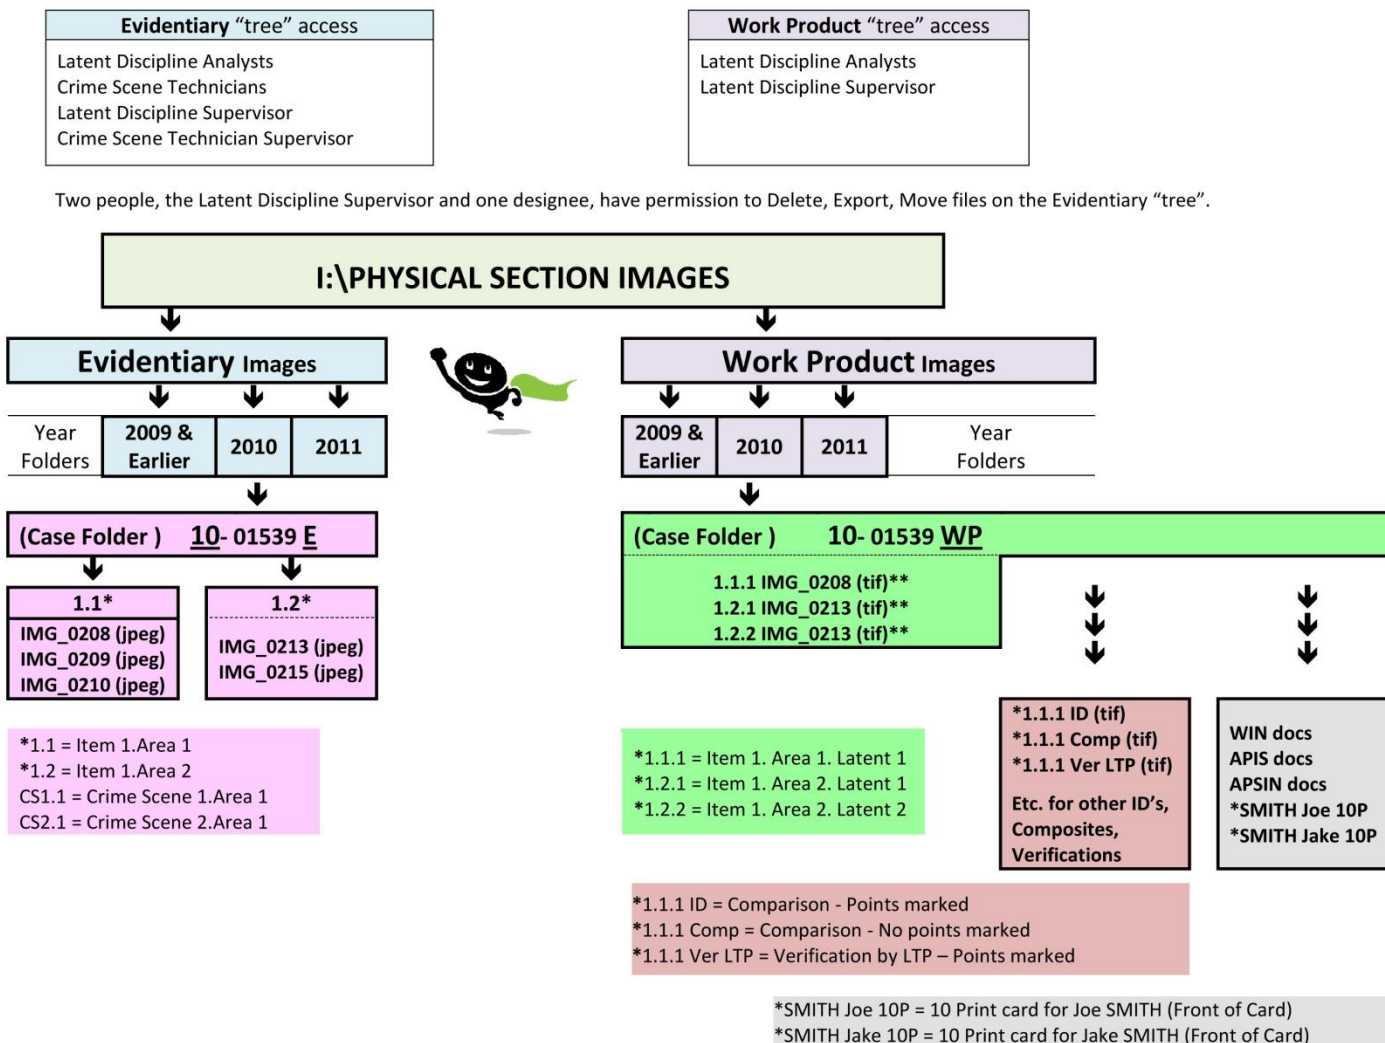 Evidentiary “tree” access
Latent Discipline Analysts
Crime Scene Technicians
Latent Discipline Supervisor
Crime Scene Technician Supervisor
Work Product “tree” access
Latent Discipline Analysts
Latent Discipline Supervisor
Two people, the Latent Discipline Supervisor and one designee, have permission to Delete, Export, Move files on the Evidentiary “tree”.
I:\PHYSICAL SECTION IMAGES
Evidentiary Images
Year
Folders
2009 &
Earlier
2010
2011
(Case Folder ) 10- 01539 E
1.1*
IMG_0208 (jpeg)
IMG_0209 (jpeg)
IMG_0210 (jpeg)
1.2*
IMG_0213 (jpeg)
IMG_0215 (jpeg)
*1.1 = Item 1.Area 1
*1.2 = Item 1.Area 2
CS1.1 = Crime Scene 1.Area 1
CS2.1 = Crime Scene 2.Area 1
Work Product Images
2009 &
Earlier
2010
2011
Year
Folders
(Case Folder ) 10- 01539 WP
1.1.1 IMG_0208 (tif)**
1.2.1 IMG_0213 (tif)**
1.2.2 IMG_0213 (tif)**
*1.1.1 = Item 1. Area 1. Latent 1
*1.2.1 = Item 1. Area 2. Latent 1
*1.2.2 = Item 1. Area 2. Latent 2
*1.1.1 ID (tif)
*1.1.1 Comp (tif)
*1.1.1 Ver LTP (tif)
Etc. for other ID’s,
Composites,
Verifications
WIN docs
APIS docs
APSIN docs
*SMITH Joe 10P
*SMITH Jake 10P
*1.1.1 ID = Comparison - Points marked
*1.1.1 Comp = Comparison - No points marked
*1.1.1 Ver LTP = Verification by LTP – Points marked
*SMITH Joe 10P = 10 Print card for Joe SMITH (Front of Card)
*SMITH Jake 10P = 10 Print card for Jake SMITH (Front of Card)